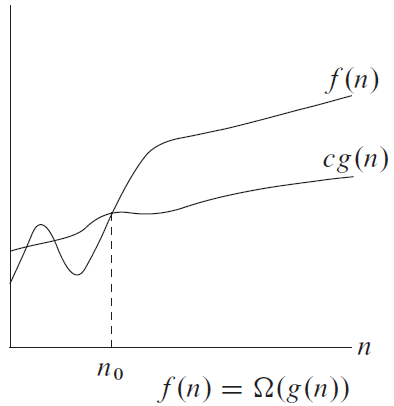 f(n)
cg(n)
n
n₀
f(n) = Ω(g(n))